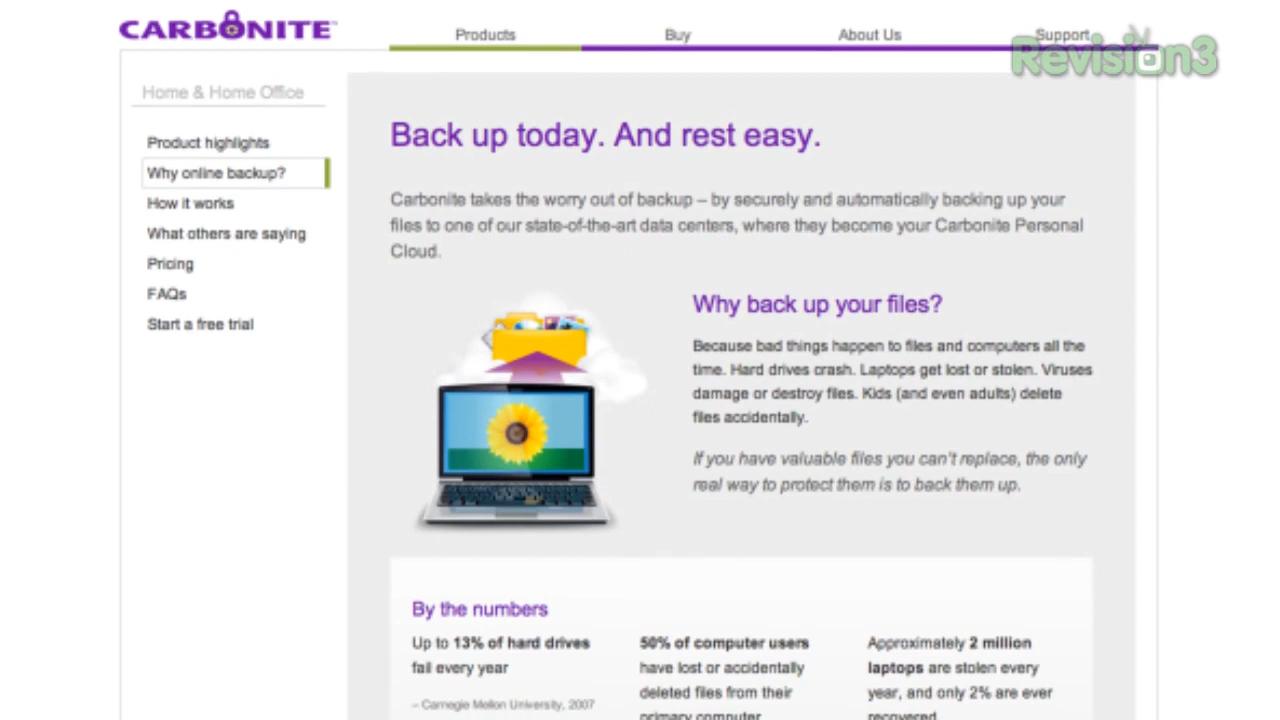 CARBONITE™
Products
Buy
About Us
Support
Revision3
Home & Home Office
Product highlights
Why online backup?
How it works
What others are saying
Pricing
FAQs
Start a free trial
Back up today. And rest easy.
Carbonite takes the worry out of backup – by securely and automatically backing up your
files to one of our state-of-the-art data centers, where they become your Carbonite Personal
Cloud.
Why back up your files?
Because bad things happen to files and computers all the
time. Hard drives crash. Laptops get lost or stolen. Viruses
damage or destroy files. Kids (and even adults) delete
files accidentally.
If you have valuable files you can't replace, the only
real way to protect them is to back them up.
By the numbers
Up to 13% of hard drives
fail every year
– Carnegie Mellon University, 2007
50% of computer users
have lost or accidentally
deleted files from their
primary computer
Approximately 2 million
laptops are stolen every
year, and only 2% are ever
recovered